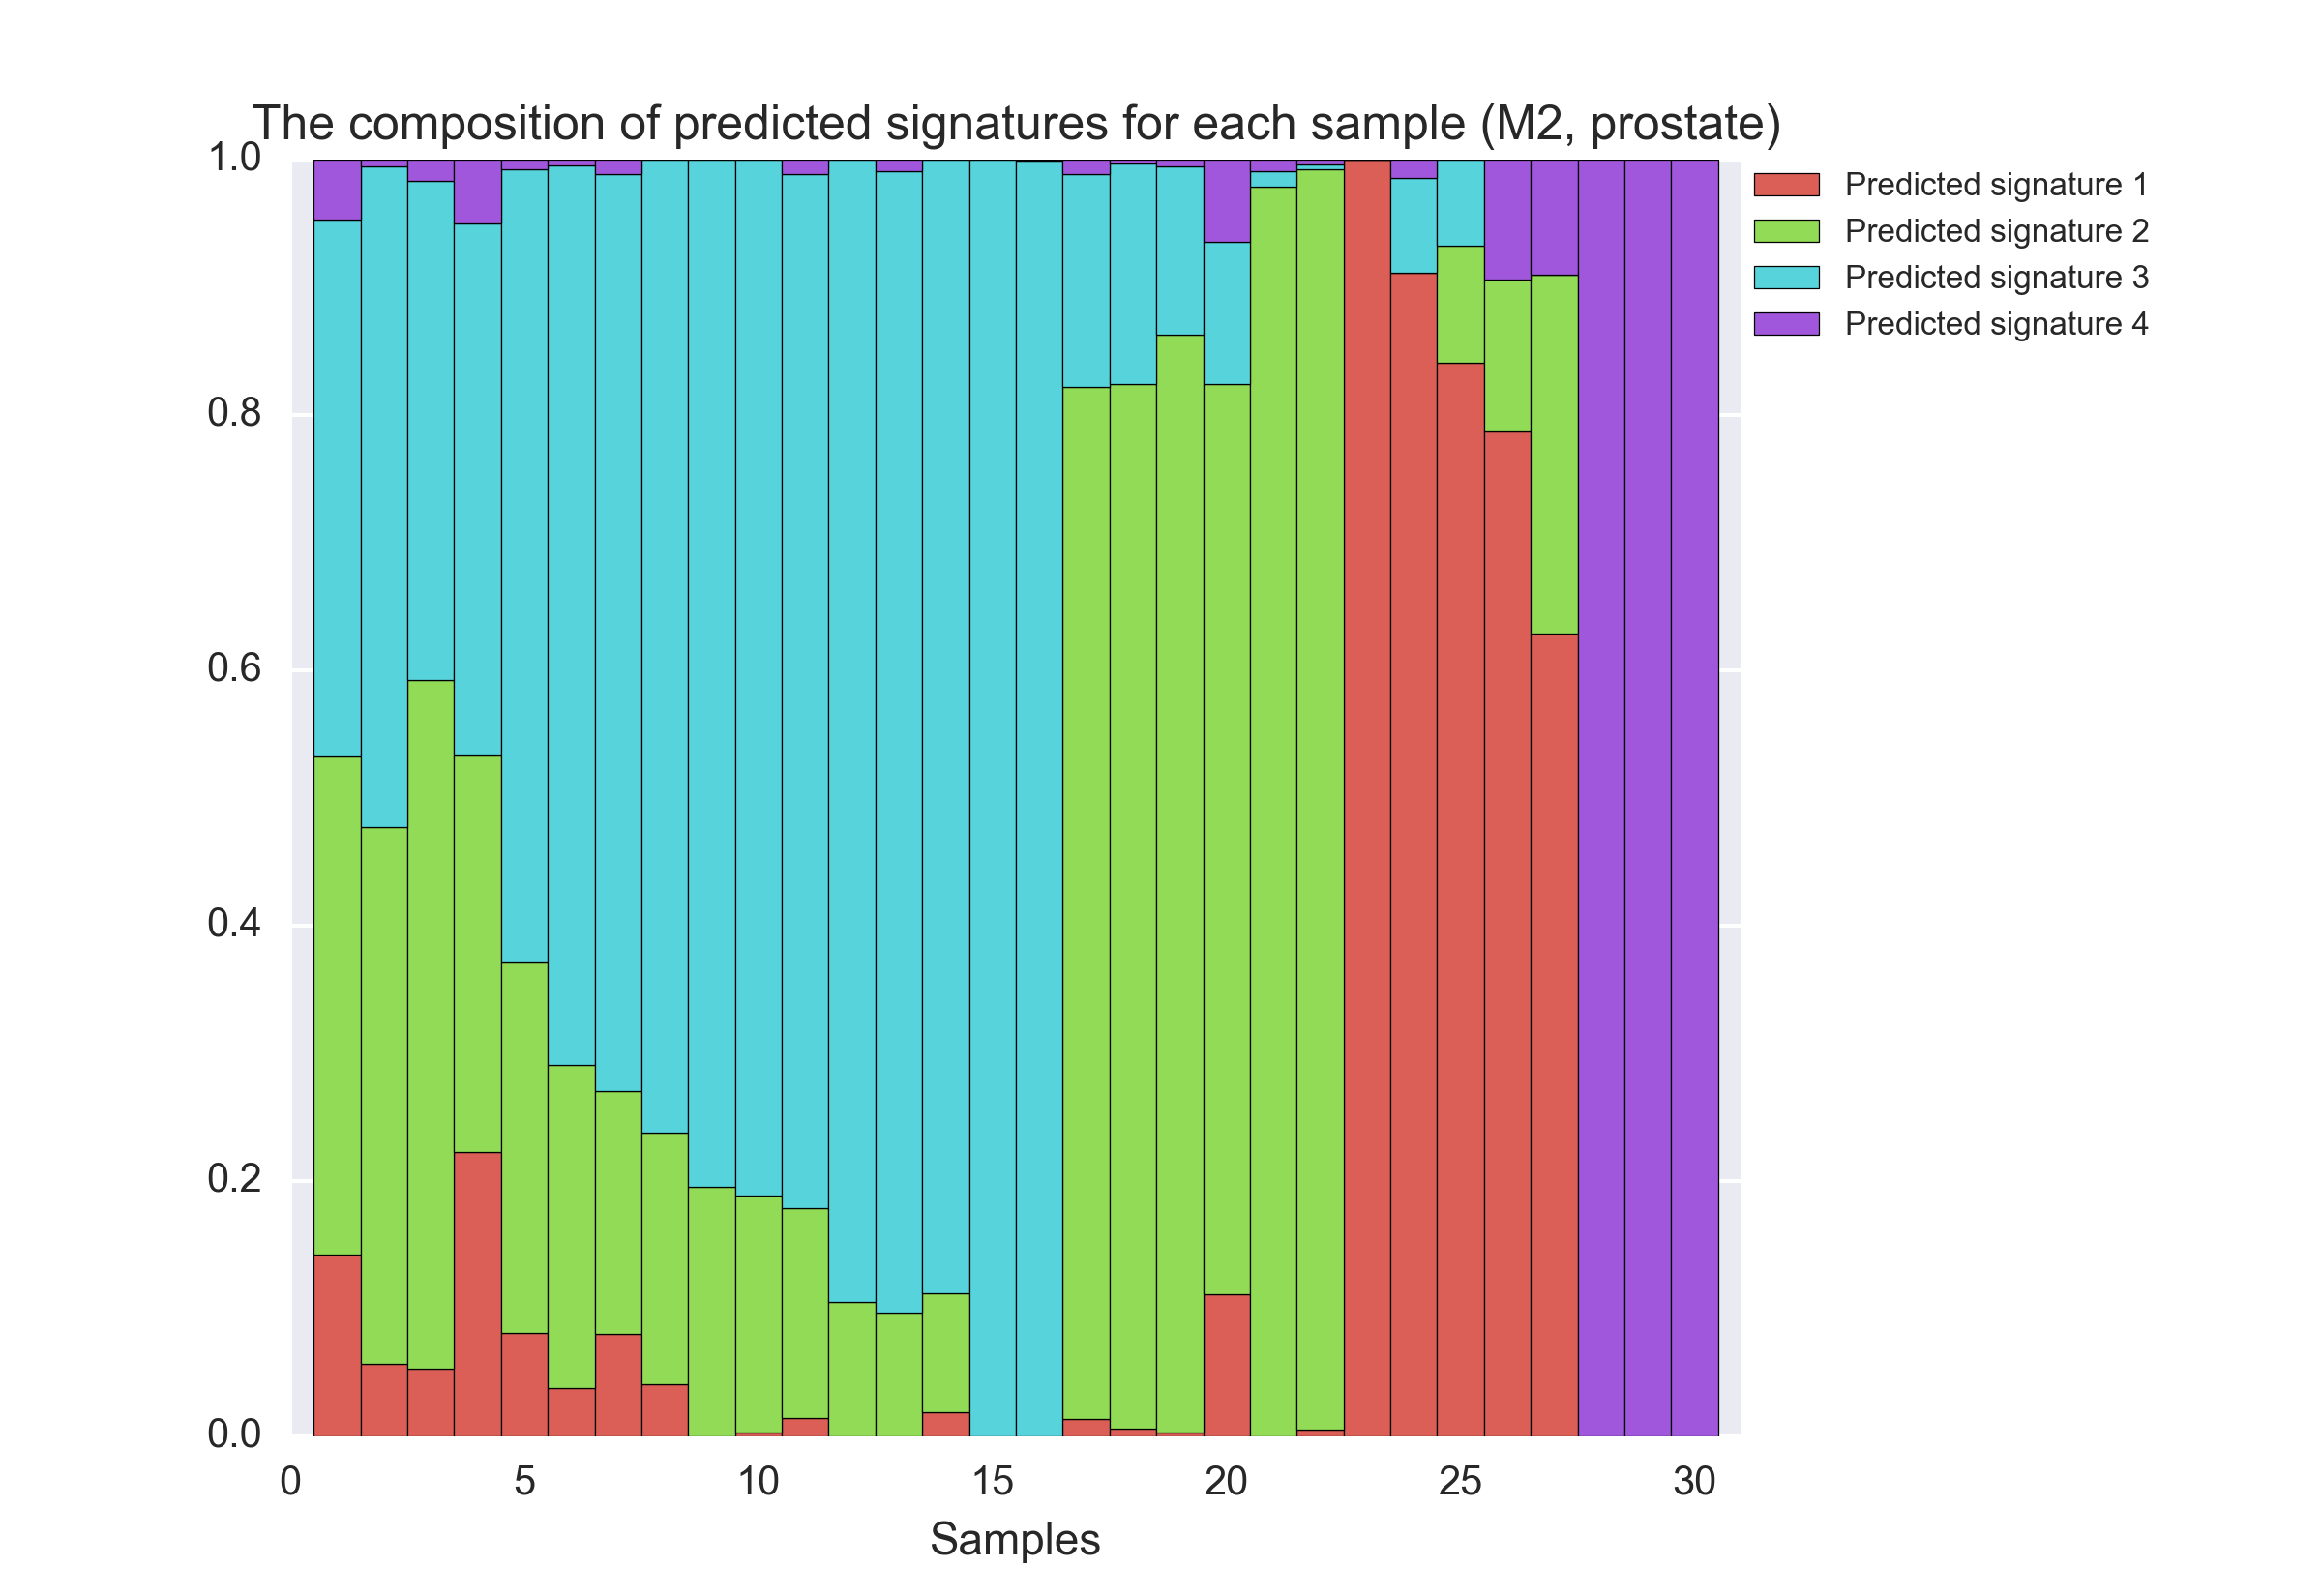 The composition of predicted signatures for each sample (M2, prostate)
1.0
0.8
0.6
0.4
0.2
0.0
0 5 10 15 20 25 30
Samples
Predicted signature 1
Predicted signature 2
Predicted signature 3
Predicted signature 4